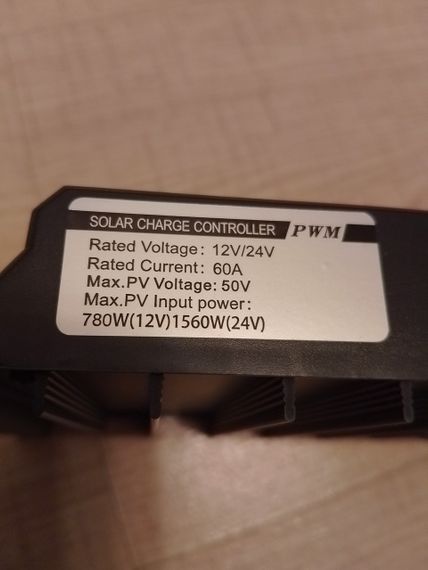 SOLAR CHARGE CONTROLLER PWM
Rated Voltage: 12V/24V
Rated Current: 60A
Max.PV Voltage: 50V
Max.PV Input power:
780W(12V)1560W(24V)